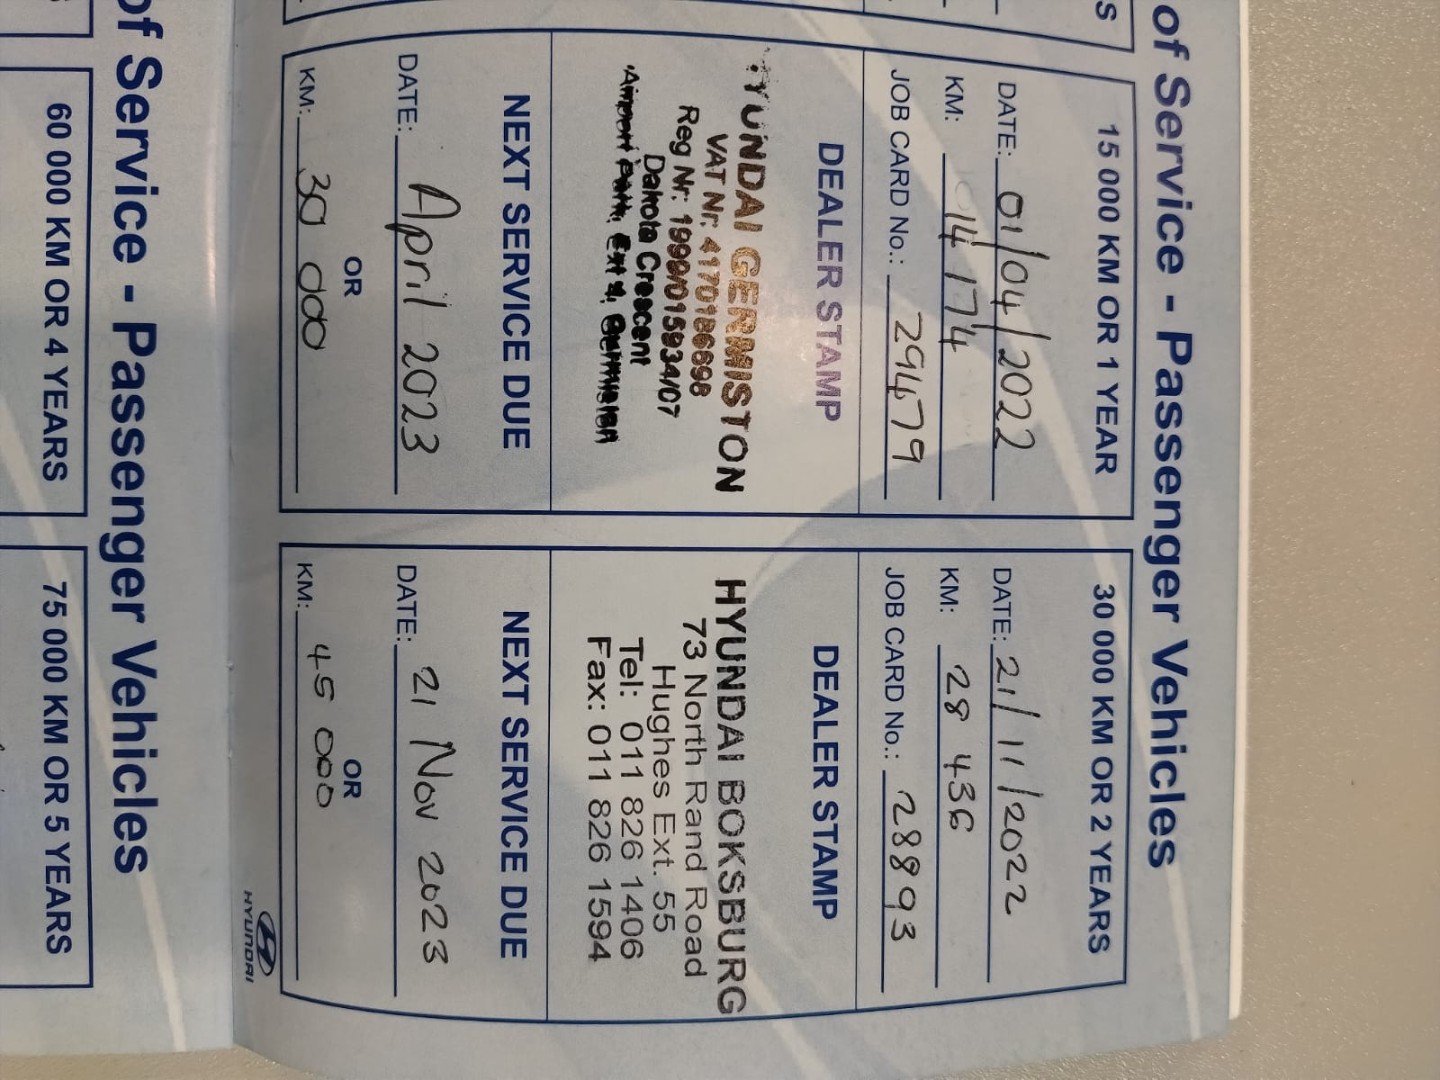 s
of Service - Passenger Vehicles
15 000 KM OR 1 YEAR
DATE: 01/04/2022
KM: 14 174
JOB CARD No.: 29479
DEALER STAMP
HYUNDAI GERMISTON
VAT Nr: 4170186698
Reg Nr: 1999/015934/07
Dakota Crescent
Airport Park, Ext 4, Germiston
NEXT SERVICE DUE
DATE: April 2023
OR
KM: 30 000
30 000 KM OR 2 YEARS
DATE: 21/11/2022
KM: 28 436
JOB CARD No.: 28893
DEALER STAMP
HYUNDAI BOKSBURG
73 North Rand Road
Hughes Ext. 55
Tel: 011 826 1406
Fax: 011 826 1594
NEXT SERVICE DUE
DATE: 21 Nov 2023
OR
KM: 45 000
HYUNDAI
of Service - Passenger Vehicles
60 000 KM OR 4 YEARS
75 000 KM OR 5 YEARS